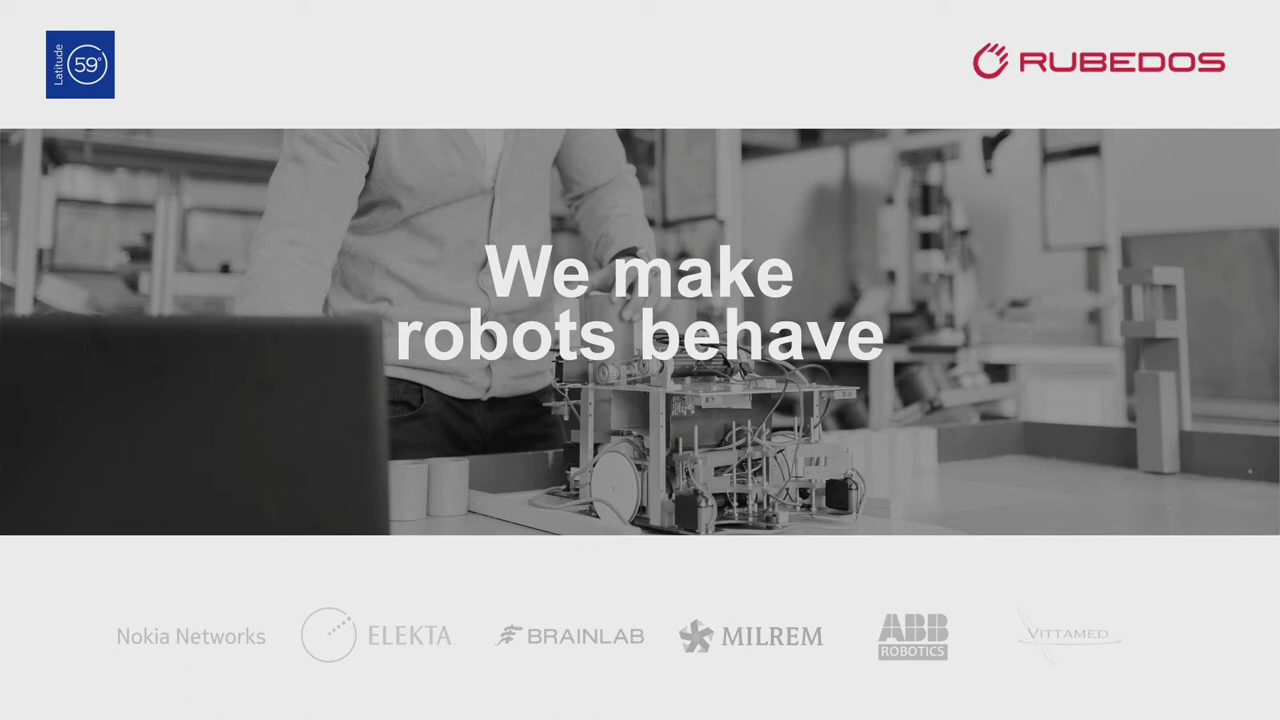 Latitude
59°
RUBEDOS
We make
robots behave
Nokia Networks
ELEKTA
BRAINLAB
MILREM
ABB
ROBOTICS
VITTAMED